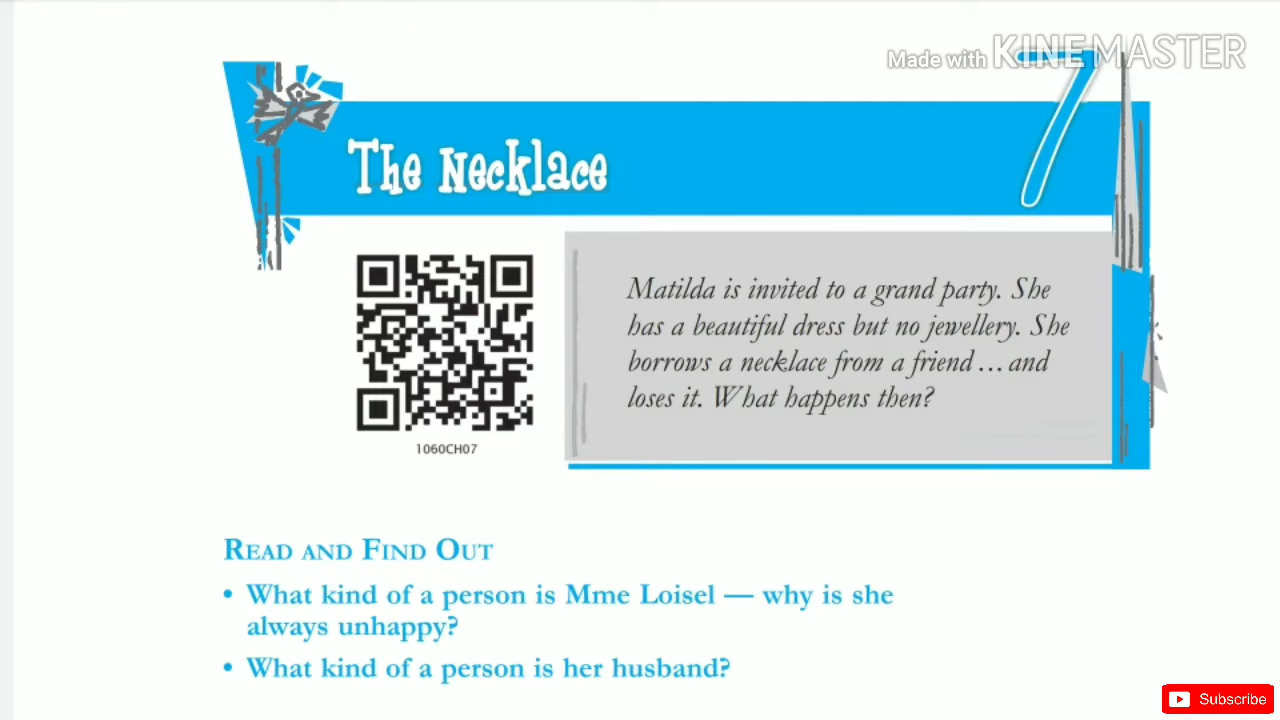 Made with KINEMASTER
7
The Necklace
Matilda is invited to a grand party. She
has a beautiful dress but no jewellery. She
borrows a necklace from a friend ... and
loses it. What happens then?
1060CH07
READ AND FIND OUT
• What kind of a person is Mme Loisel — why is she
always unhappy?
• What kind of a person is her husband?
Subscribe